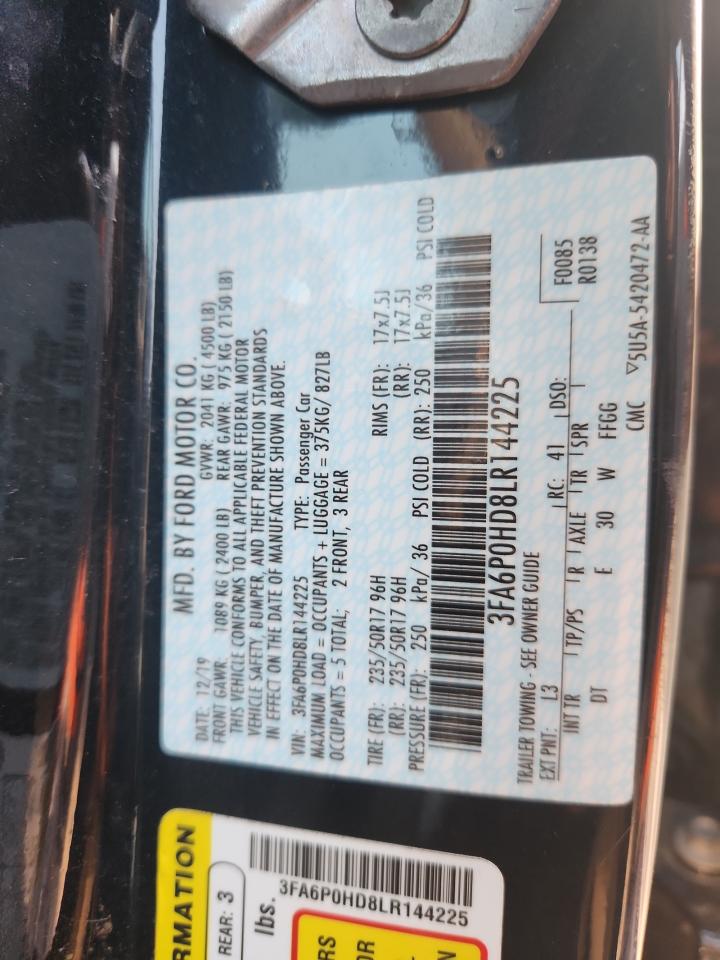 MFD. BY FORD MOTOR CO.
DATE: 12/19 GVWR: 2041 KG ( 4500 LB)
FRONT GAWR: 1089 KG ( 2400 LB) REAR GAWR: 975 KG ( 2150 LB)
THIS VEHICLE CONFORMS TO ALL APPLICABLE FEDERAL MOTOR
VEHICLE SAFETY, BUMPER, AND THEFT PREVENTION STANDARDS
IN EFFECT ON THE DATE OF MANUFACTURE SHOWN ABOVE.
VIN: 3FA6P0HD8LR144225 TYPE: Passenger Car
MAXIMUM LOAD = OCCUPANTS + LUGGAGE = 375KG/ 827LB
OCCUPANTS = 5 TOTAL; 2 FRONT, 3 REAR
TIRE (FR): 235/50R17 96H RIMS (FR): 17x7.5J
(RR): 235/50R17 96H (RR): 17x7.5J
PRESSURE (FR): 250 kPa/ 36 PSI COLD (RR): 250 kPa/36 PSI COLD
3FA6P0HD8LR144225
TRAILER TOWING - SEE OWNER GUIDE F0085
EXT PNT: L3 RC: 41 DSO: R0138
INT TR TP/PS R AXLE TR SPR
DT E 30 W FFGG
CMC ▽5U5A-5420472-AA
RMATION
REAR: 3
lbs.
3FA6P0HD8LR144225
RS
OR
N